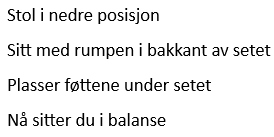 Stol i nedre posisjon
Sitt med rumpen i bakkant av setet
Plasser føttene under setet
Nå sitter du i balanse